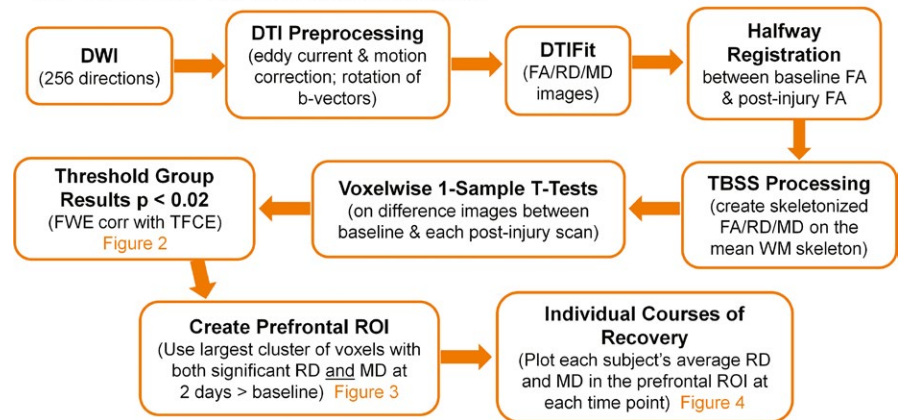 DWI
(256 directions)
DTI Preprocessing
(eddy current & motion
correction; rotation of
b-vectors)
DTIFit
(FA/RD/MD
images)
Halfway
Registration
between baseline FA
& post-injury FA
TBSS Processing
(create skeletonized
FA/RD/MD on the
mean WM skeleton)
Voxelwise 1-Sample T-Tests
(on difference images between
baseline & each post-injury scan)
Threshold Group
Results p < 0.02
(FWE corr with TFCE)
Figure 2
Create Prefrontal ROI
(Use largest cluster of voxels with
both significant RD and MD at
2 days > baseline) Figure 3
Individual Courses of
Recovery
(Plot each subject's average RD
and MD in the prefrontal ROI at
each time point) Figure 4